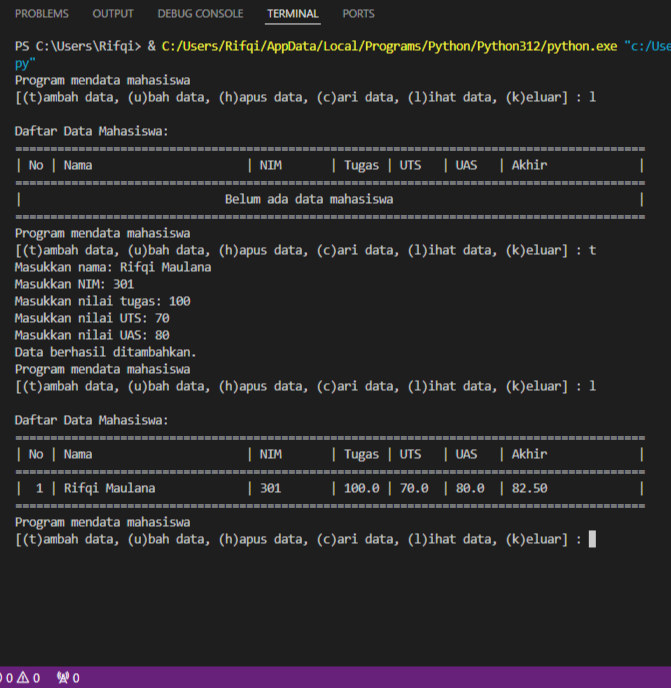 PROBLEMS OUTPUT DEBUG CONSOLE TERMINAL PORTS
PS C:\Users\Rifqi> & C:/Users/Rifqi/AppData/Local/Programs/Python/Python312/python.exe "c:/Use
py"
Program mendata mahasiswa
[(t)ambah data, (u)bah data, (h)apus data, (c)ari data, (l)ihat data, (k)eluar] : l
Daftar Data Mahasiswa:
==========================================================================================
| No | Nama | NIM | Tugas | UTS | UAS | Akhir |
==========================================================================================
| Belum ada data mahasiswa |
==========================================================================================
Program mendata mahasiswa
[(t)ambah data, (u)bah data, (h)apus data, (c)ari data, (l)ihat data, (k)eluar] : t
Masukkan nama: Rifqi Maulana
Masukkan NIM: 301
Masukkan nilai tugas: 100
Masukkan nilai UTS: 70
Masukkan nilai UAS: 80
Data berhasil ditambahkan.
Program mendata mahasiswa
[(t)ambah data, (u)bah data, (h)apus data, (c)ari data, (l)ihat data, (k)eluar] : l
Daftar Data Mahasiswa:
==========================================================================================
| No | Nama | NIM | Tugas | UTS | UAS | Akhir |
==========================================================================================
| 1 | Rifqi Maulana | 301 | 100.0 | 70.0 | 80.0 | 82.50 |
==========================================================================================
Program mendata mahasiswa
[(t)ambah data, (u)bah data, (h)apus data, (c)ari data, (l)ihat data, (k)eluar] :
0 0 0